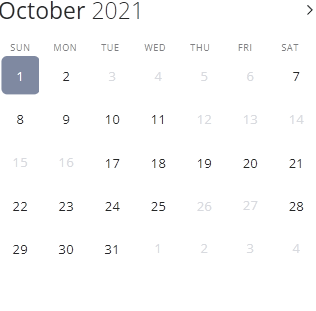 October 2021
SUN MON TUE WED THU FRI SAT
1 2 3 4 5 6 7
8 9 10 11 12 13 14
15 16 17 18 19 20 21
22 23 24 25 26 27 28
29 30 31 1 2 3 4